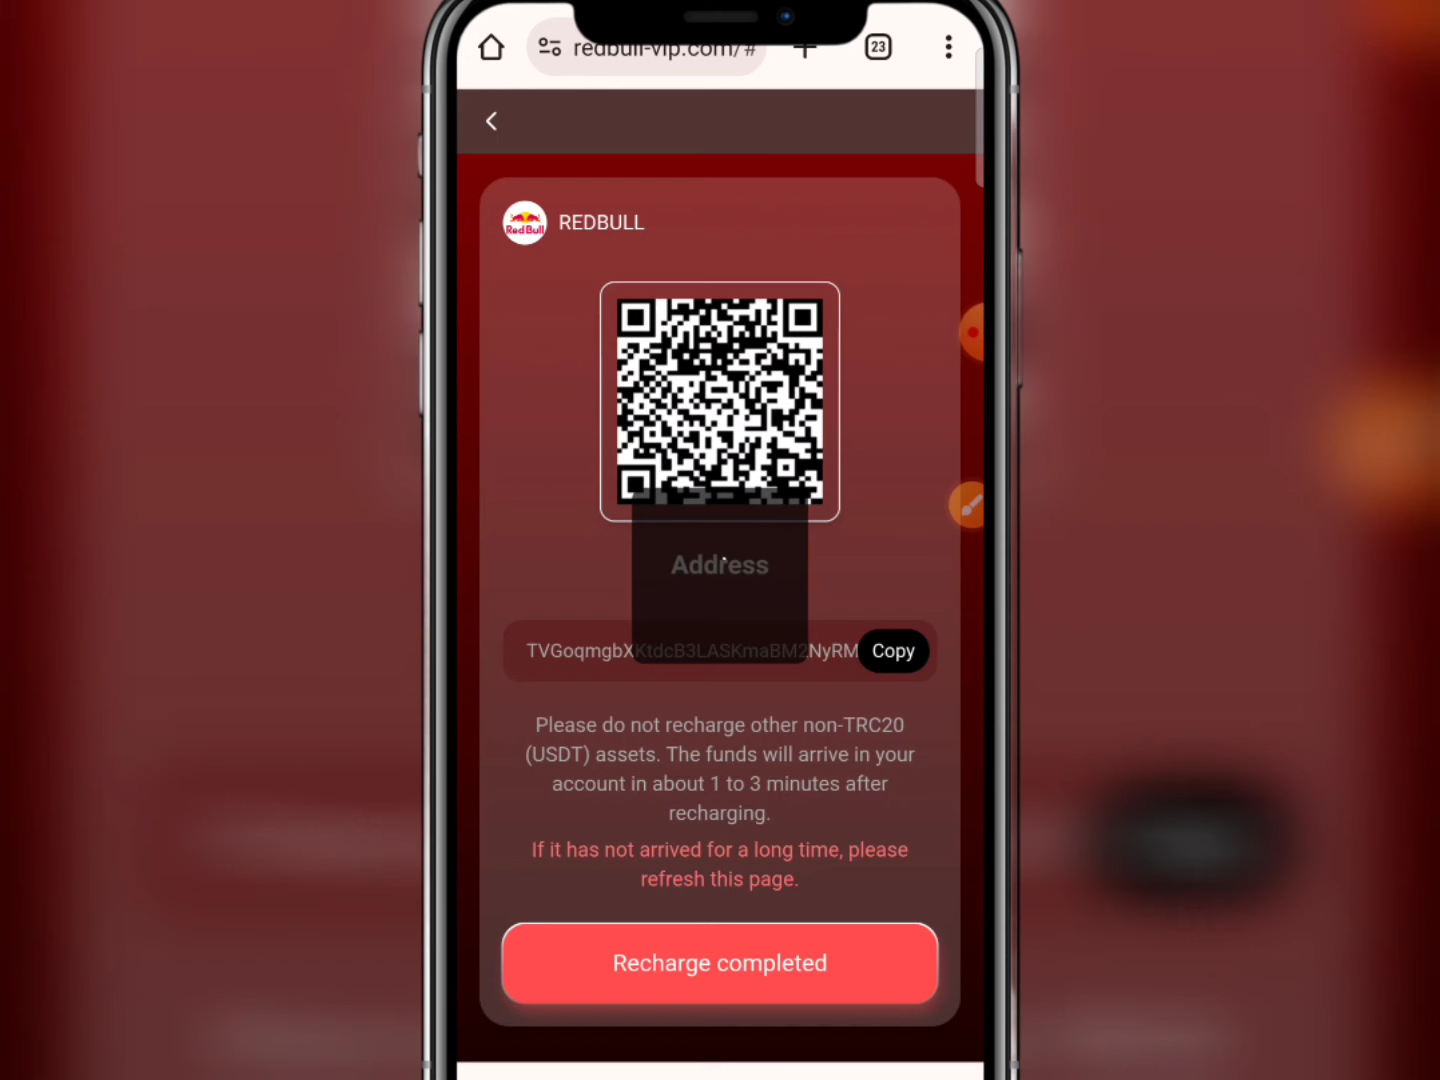 redbull-vip.com/#
23
Red Bull
REDBULL
Address
TVGoqmgbXKtdcB3LASKmaBM2NyRM
Copy
Please do not recharge other non-TRC20
(USDT) assets. The funds will arrive in your
account in about 1 to 3 minutes after
recharging.
If it has not arrived for a long time, please
refresh this page.
Recharge completed